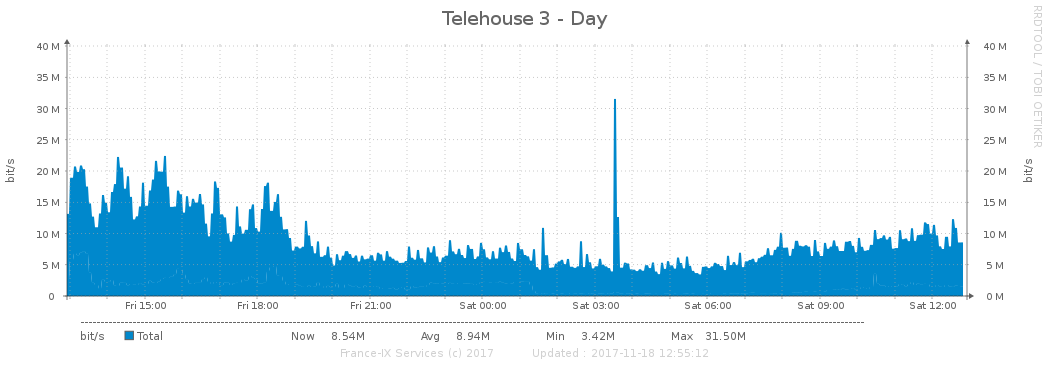 Telehouse 3 - Day
RRDTOOL / TOBI OETIKER
bit/s
40 M 40 M
35 M 35 M
30 M 30 M
25 M 25 M
20 M 20 M
15 M 15 M
10 M 10 M
5 M 5 M
0 0 M
bit/s
Fri 15:00 Fri 18:00 Fri 21:00 Sat 00:00 Sat 03:00 Sat 06:00 Sat 09:00 Sat 12:00
bit/s Total Now 8.54M Avg 8.94M Min 3.42M Max 31.50M
France-IX Services (c) 2017 Updated : 2017-11-18 12:55:12